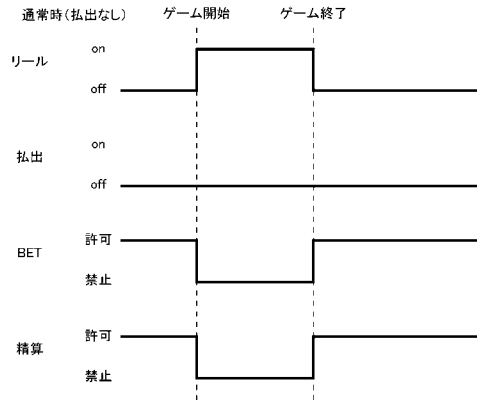 通常時(払出なし) ゲーム開始 ゲーム終了
リール
on
off
払出
on
off
BET
許可
禁止
精算
許可
禁止